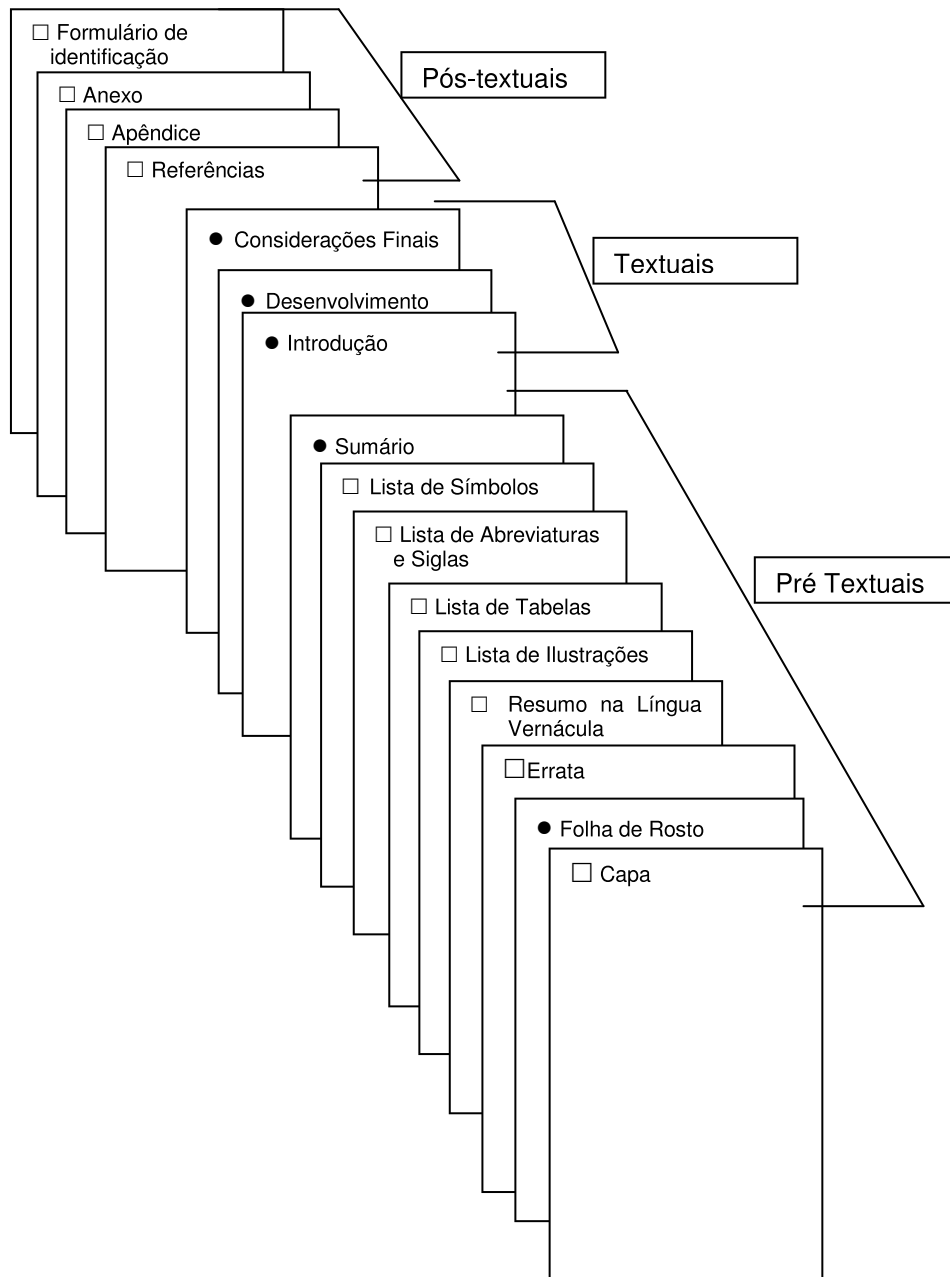 □ Formulário de
identificação
Pós-textuais
□ Anexo
□ Apêndice
□ Referências
● Considerações Finais
Textuais
● Desenvolvimento
● Introdução
● Sumário
□ Lista de Símbolos
□ Lista de Abreviaturas
e Siglas
Pré Textuais
□ Lista de Tabelas
□ Lista de Ilustrações
□ Resumo na Língua
Vernácula
□ Errata
● Folha de Rosto
□ Capa